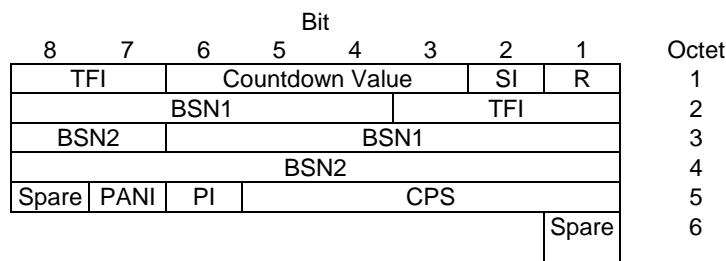 Bit
8 7 6 5 4 3 2 1 Octet
TFI Countdown Value SI R 1
BSN1 TFI 2
BSN2 BSN1 3
BSN2 4
Spare PANI PI CPS 5
Spare 6